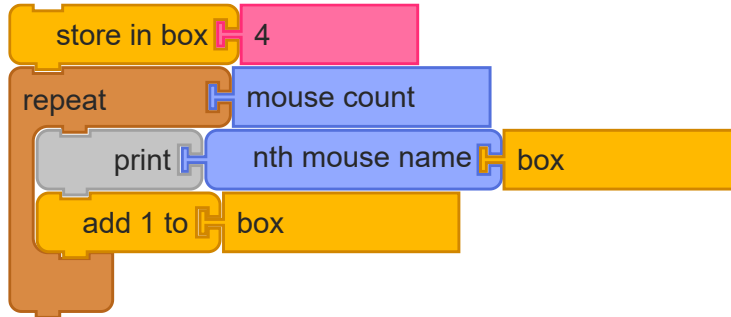 store in box 4
repeat mouse count
print nth mouse name box
add 1 to box